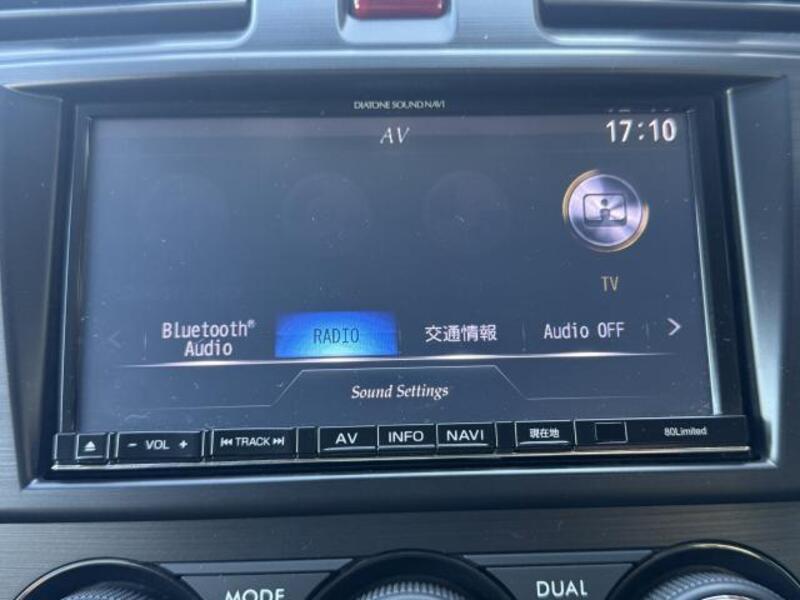 DIATONE SOUND NAVI
AV
17:10
TV
Bluetooth® Audio
RADIO
交通情報
Audio OFF
Sound Settings
- VOL +
TRACK
AV
INFO
NAVI
現在地
80Limited
MODE
DUAL